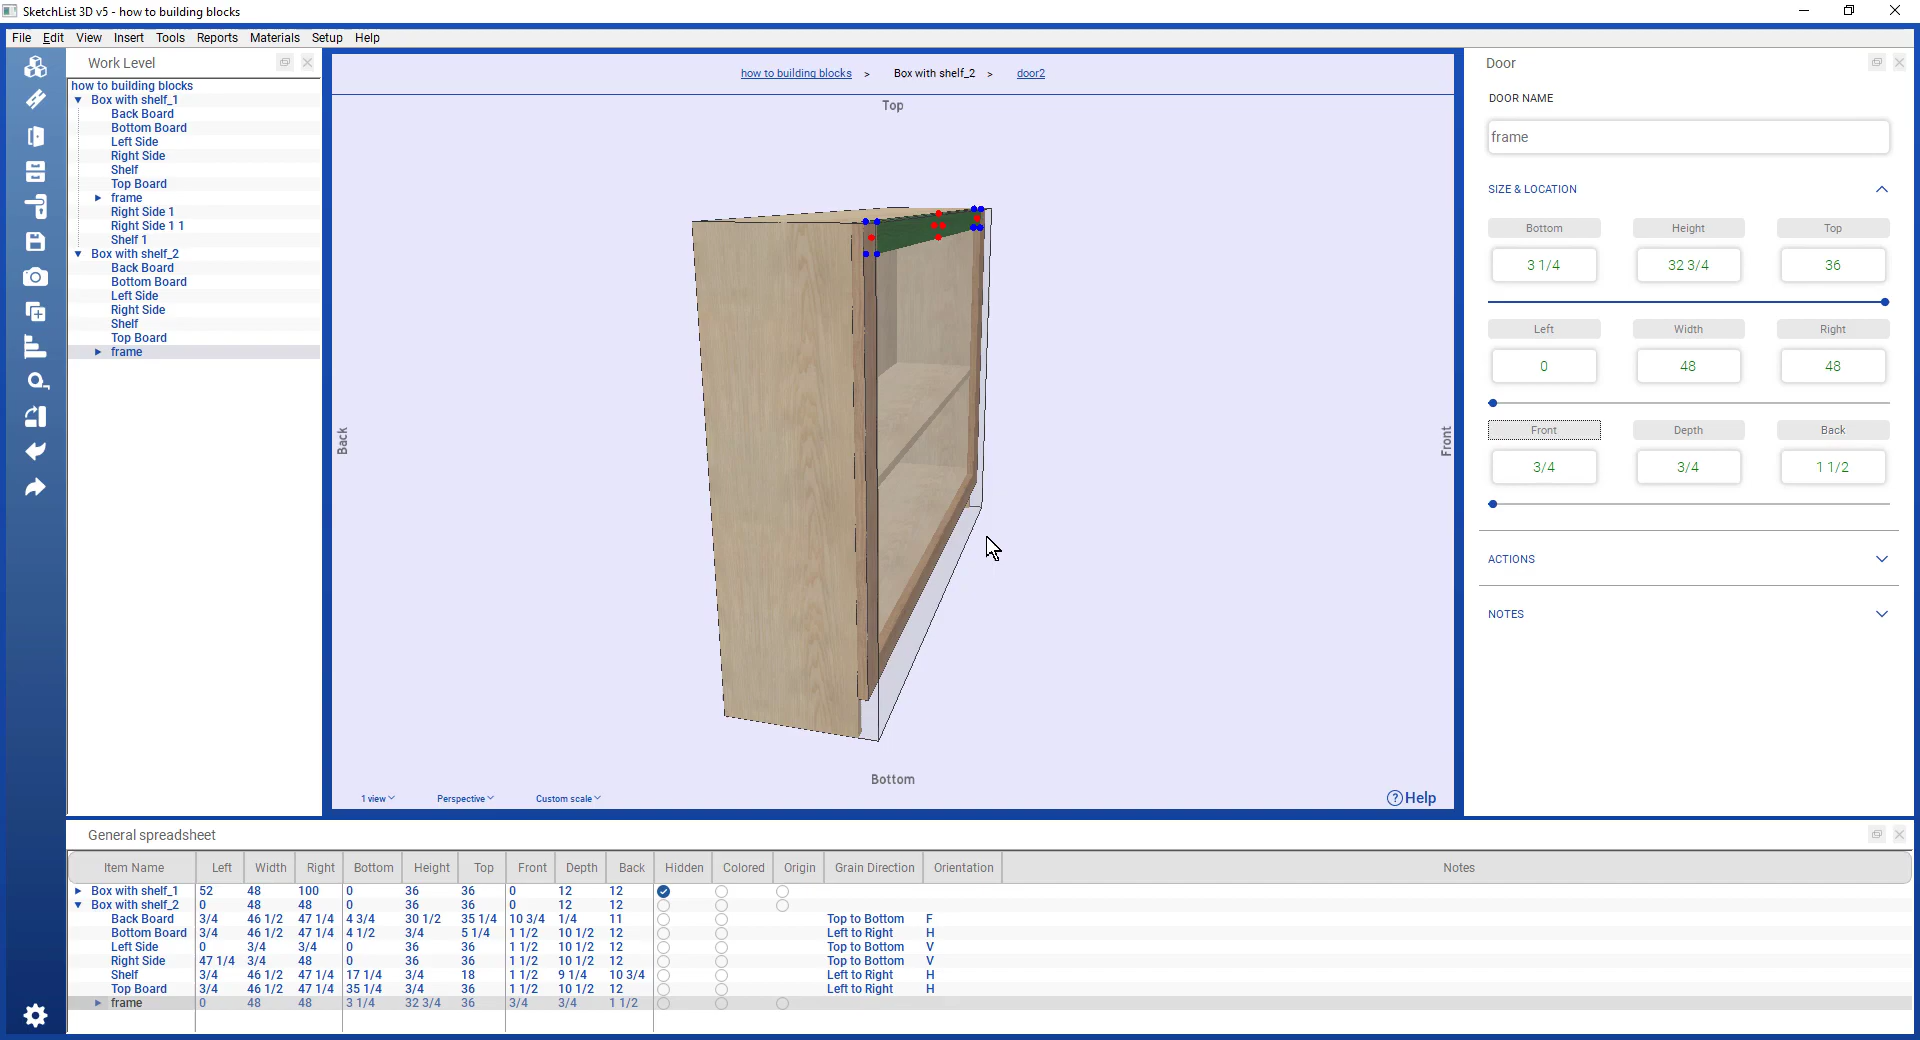 SketchList 3D v5 - how to building blocks
File Edit View Insert Tools Reports Materials Setup Help
Work Level
how to building blocks
Box with shelf_1
Back Board
Bottom Board
Left Side
Right Side
Shelf
Top Board
frame
Right Side 1
Right Side 1 1
Shelf 1
Box with shelf_2
Back Board
Bottom Board
Left Side
Right Side
Shelf
Top Board
frame
how to building blocks > Box with shelf_2 > door2
Top
Back
Front
Bottom
1 view Perspective Custom scale Help
Door
DOOR NAME
frame
SIZE & LOCATION
Bottom Height Top
3 1/4 32 3/4 36
Left Width Right
0 48 48
Front Depth Back
3/4 3/4 1 1/2
ACTIONS
NOTES
General spreadsheet
Item Name Left Width Right Bottom Height Top Front Depth Back Hidden Colored Origin Grain Direction Orientation Notes
Box with shelf_1 52 48 100 0 36 36 0 12 12
Box with shelf_2 0 48 48 0 36 36 0 12 12
Back Board 3/4 46 1/2 47 1/4 4 3/4 30 1/2 35 1/4 10 3/4 1/4 11 Top to Bottom F
Bottom Board 3/4 46 1/2 47 1/4 4 1/2 3/4 5 1/4 1 1/2 10 1/2 12 Left to Right H
Left Side 0 3/4 3/4 0 36 36 1 1/2 10 1/2 12 Top to Bottom V
Right Side 47 1/4 3/4 48 0 36 36 1 1/2 10 1/2 12 Top to Bottom V
Shelf 3/4 46 1/2 47 1/4 17 1/4 3/4 18 1 1/2 9 1/4 10 3/4 Left to Right H
Top Board 3/4 46 1/2 47 1/4 35 1/4 3/4 36 1 1/2 10 1/2 12 Left to Right H
frame 0 48 48 3 1/4 32 3/4 36 3/4 3/4 1 1/2